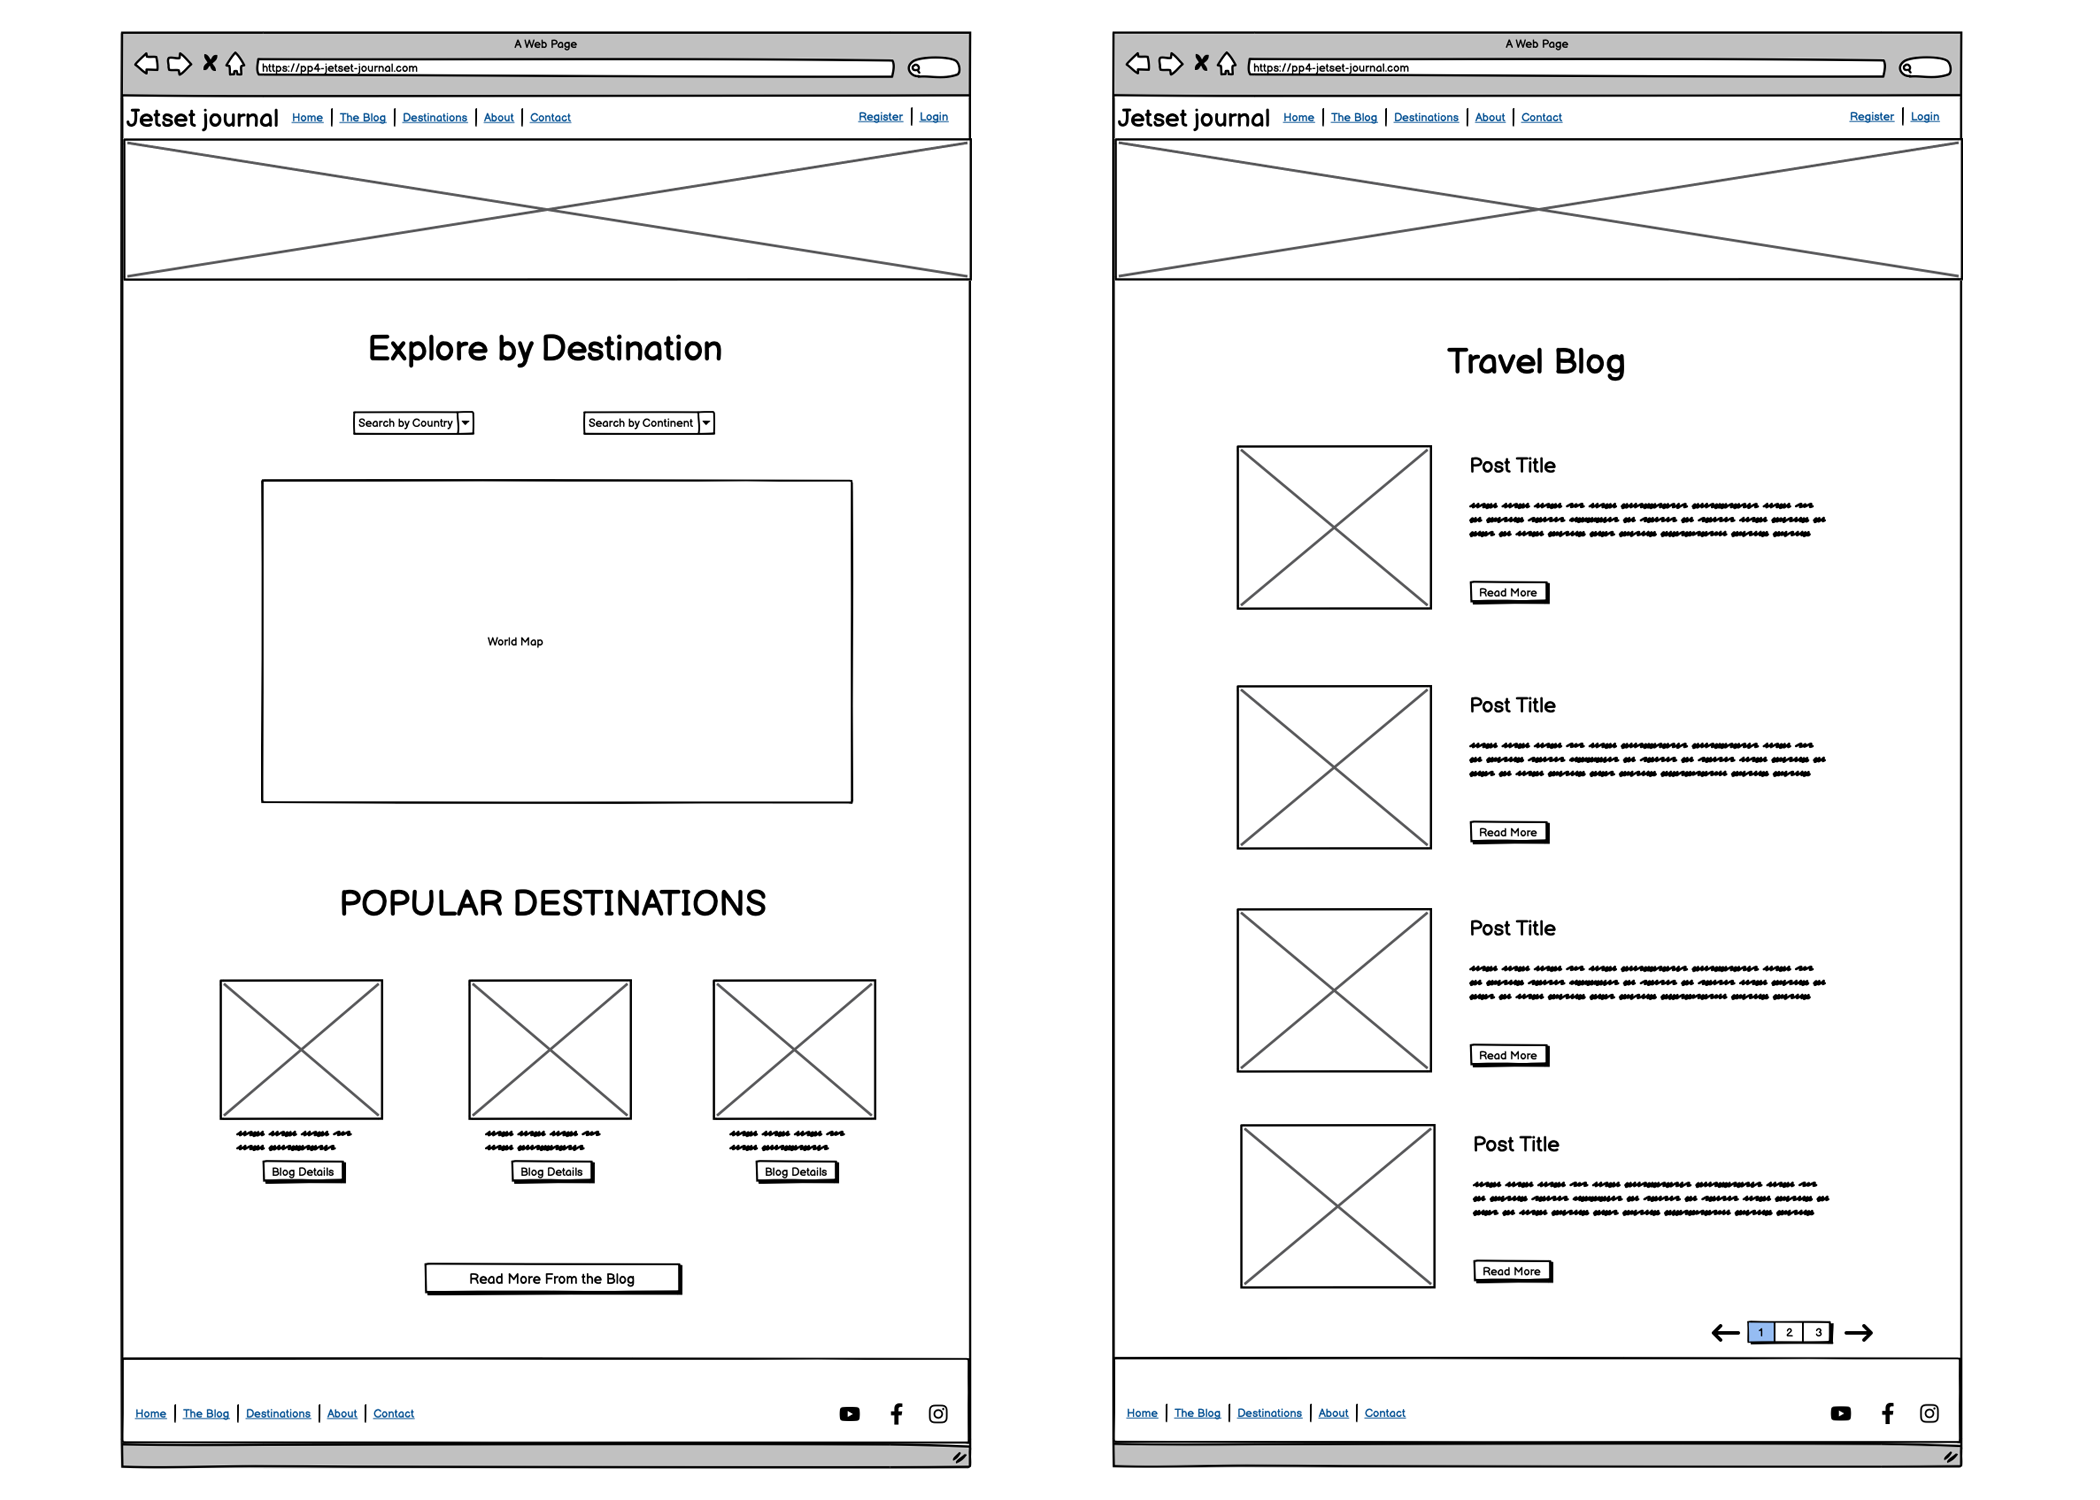 A Web Page
https://pp4-jetset-journal.com
Jetset journal Home The Blog Destinations About Contact Register Login
Explore by Destination
Search by Country Search by Continent
World Map
POPULAR DESTINATIONS
Blog Details Blog Details Blog Details
Read More From the Blog
Home The Blog Destinations About Contact
A Web Page
https://pp4-jetset-journal.com
Jetset journal Home The Blog Destinations About Contact Register Login
Travel Blog
Post Title
Read More
Post Title
Read More
Post Title
Read More
Post Title
Read More
1 2 3
Home The Blog Destinations About Contact